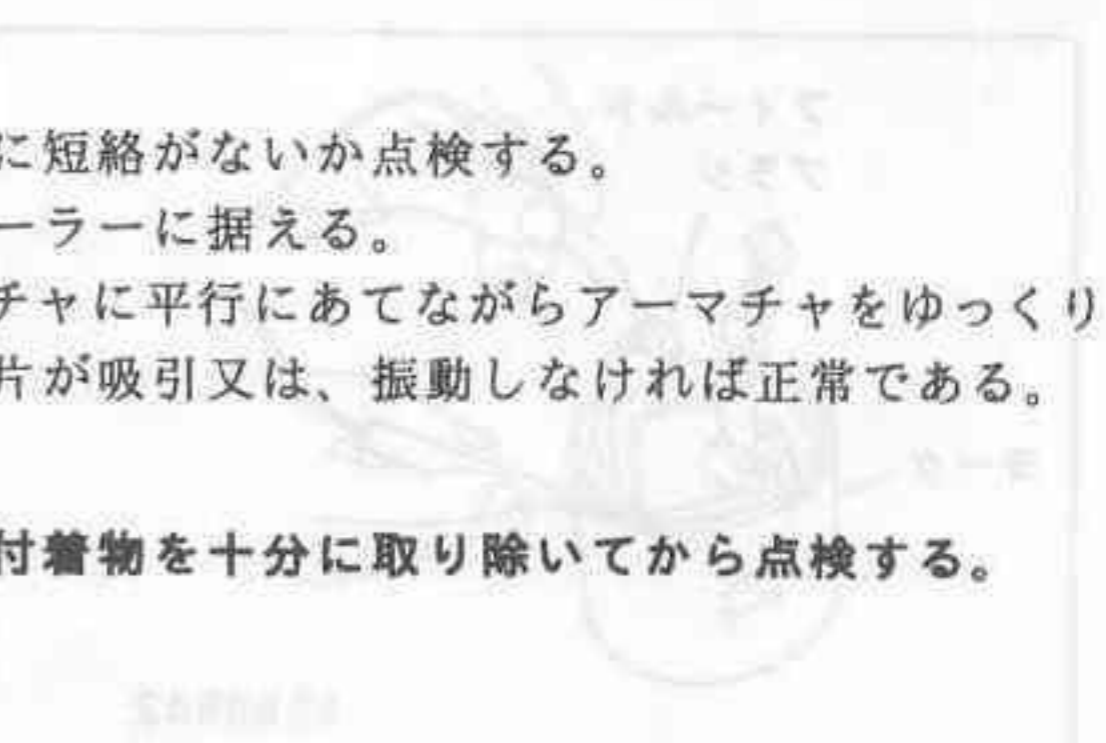 に短絡がないか点検する。
ーラーに据える。
チャに平行にあてながらアーマチャをゆっくり
片が吸引又は、振動しなければ正常である。
付着物を十分に取り除いてから点検する。